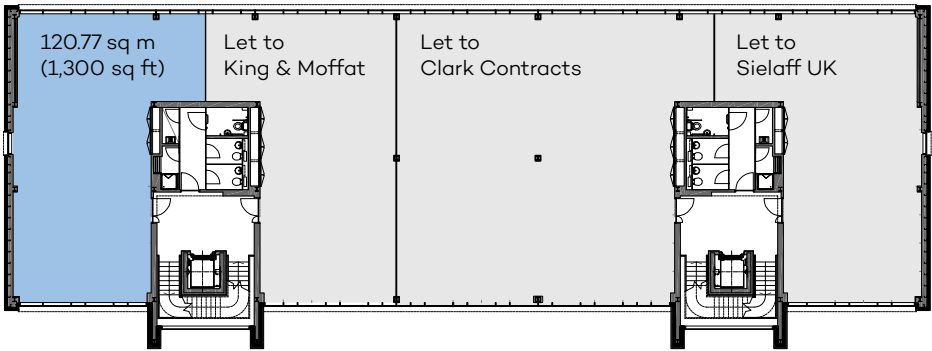 120.77 sq m
(1,300 sq ft)
Let to
King & Moffat
Let to
Clark Contracts
Let to
Sielaff UK